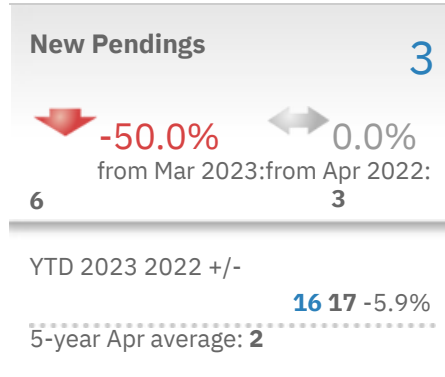 New Pendings 3
-50.0% 0.0%
from Mar 2023:from Apr 2022:
6 3
YTD 2023 2022 +/-
16 17 -5.9%
5-year Apr average: 2